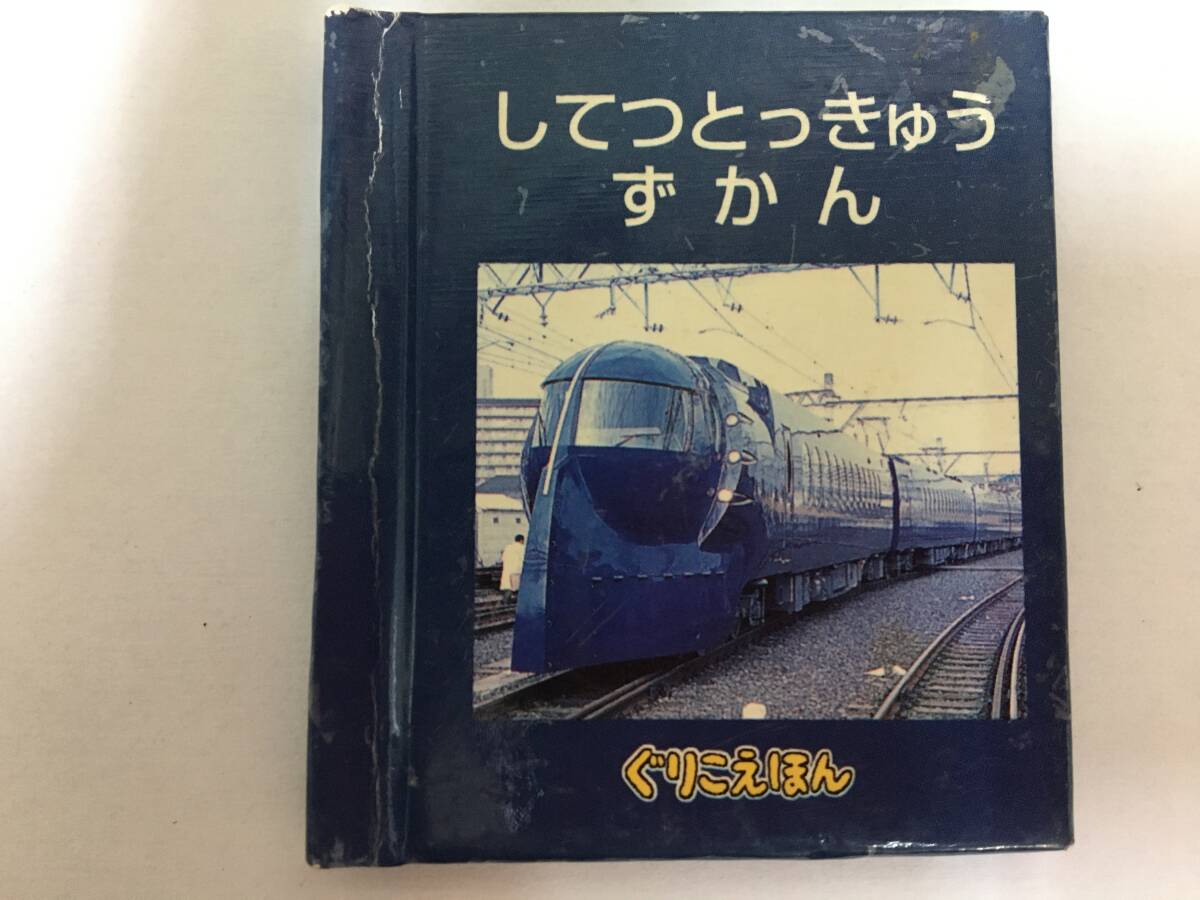 してつとっきゅう
ずかん
ぐりこえほん